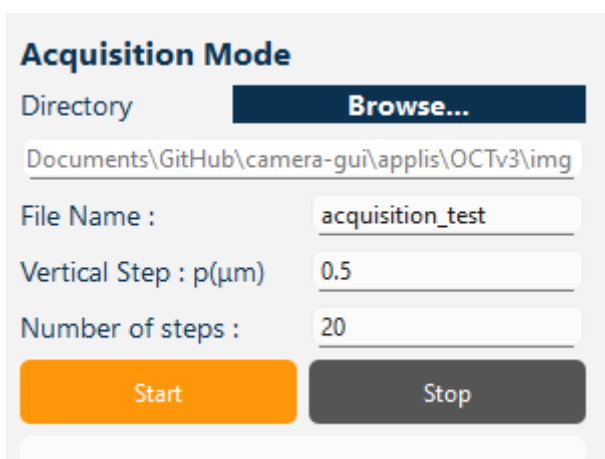 Acquisition Mode
Directory Browse...
Documents\GitHub\camera-gui\applis\OCTv3\img
File Name : acquisition_test
Vertical Step : p(μm) 0.5
Number of steps : 20
Start Stop